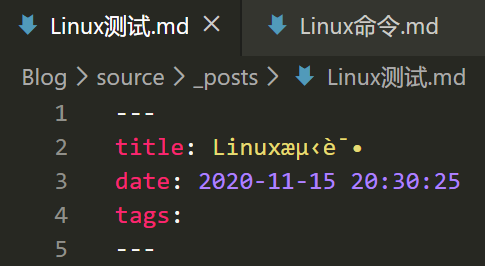 Linux测试.md × Linux命令.md
Blog > source > _posts > Linux测试.md
1 ---
2 title: Linuxæµ‹è¯•
3 date: 2020-11-15 20:30:25
4 tags:
5 ---